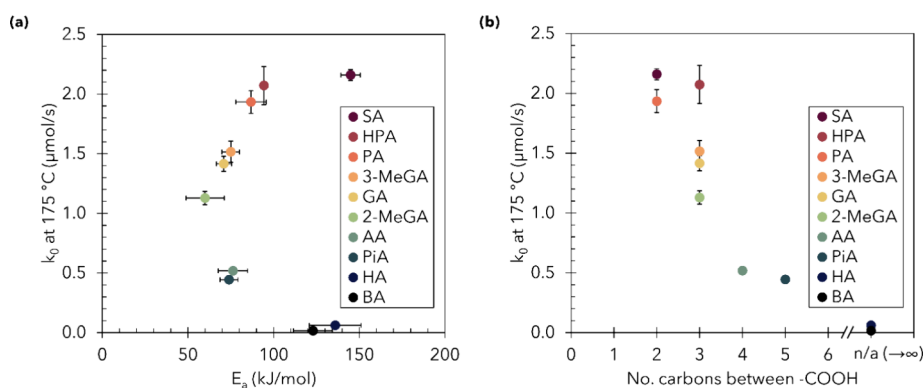 (a)
2.5
2.0
1.5
1.0
0.5
0.0
k₀ at 175 °C (µmol/s)
0 50 100 150 200
Eₐ (kJ/mol)
SA
HPA
PA
3-MeGA
GA
2-MeGA
AA
PiA
HA
BA
(b)
2.5
2.0
1.5
1.0
0.5
0.0
k₀ at 175 °C (µmol/s)
0 1 2 3 4 5 6 n/a (→∞)
No. carbons between -COOH
SA
HPA
PA
3-MeGA
GA
2-MeGA
AA
PiA
HA
BA